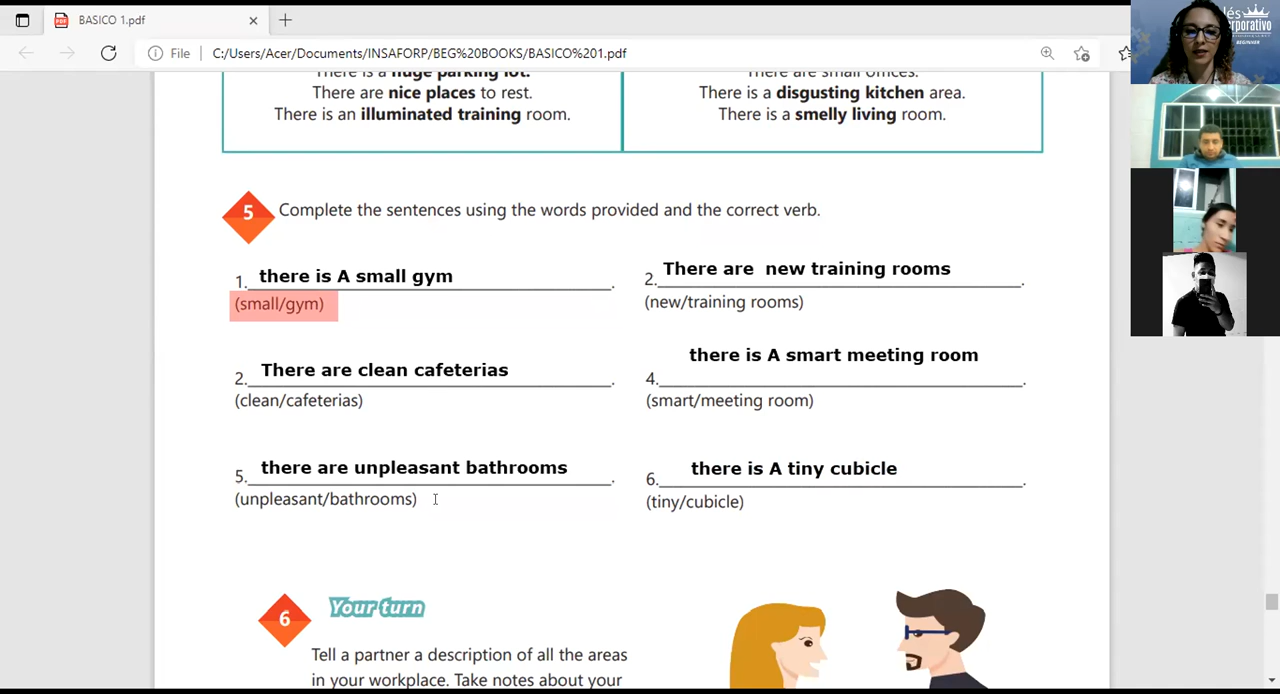 BASICO 1.pdf
File C:/Users/Acer/Documents/INSAFORP/BEG%20BOOKS/BASICO%201.pdf
There is a huge parking lot.
There are nice places to rest.
There is an illuminated training room.
There are small offices.
There is a disgusting kitchen area.
There is a smelly living room.
5 Complete the sentences using the words provided and the correct verb.
1. there is A small gym.
(small/gym)
2. There are new training rooms.
(new/training rooms)
2. There are clean cafeterias.
(clean/cafeterias)
4. there is A smart meeting room.
(smart/meeting room)
5. there are unpleasant bathrooms.
(unpleasant/bathrooms)
6. there is A tiny cubicle.
(tiny/cubicle)
6 Your turn
Tell a partner a description of all the areas
in your workplace. Take notes about your
BEGINNER